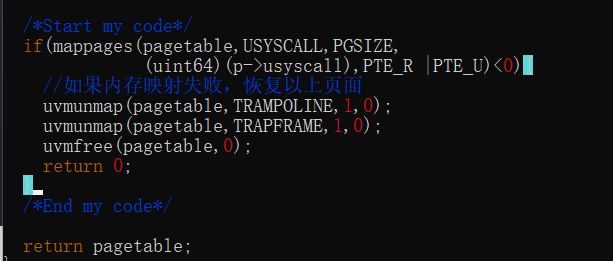 /*Start my code*/
if(mappages(pagetable,USYSCALL,PGSIZE,
(uint64)(p->usyscall),PTE_R |PTE_U)<0){
//如果内存映射失败，恢复以上页面
uvmunmap(pagetable,TRAMPOLINE,1,0);
uvmunmap(pagetable,TRAPFRAME,1,0);
uvmfree(pagetable,0);
return 0;
}
/*End my code*/
return pagetable;